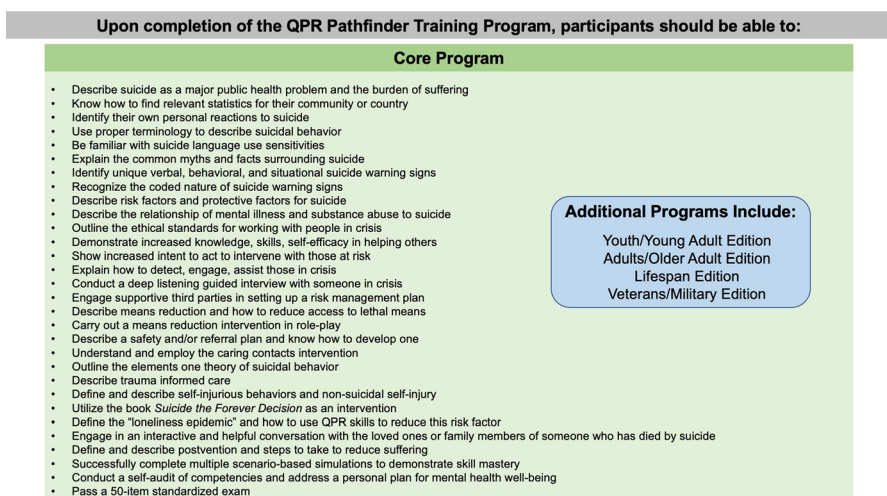 Upon completion of the QPR Pathfinder Training Program, participants should be able to:
Core Program
• Describe suicide as a major public health problem and the burden of suffering
• Know how to find relevant statistics for their community or country
• Identify their own personal reactions to suicide
• Use proper terminology to describe suicidal behavior
• Be familiar with suicide language use sensitivities
• Explain the common myths and facts surrounding suicide
• Identify unique verbal, behavioral, and situational suicide warning signs
• Recognize the coded nature of suicide warning signs
• Describe risk factors and protective factors for suicide
• Describe the relationship of mental illness and substance abuse to suicide
• Outline the ethical standards for working with people in crisis
• Demonstrate increased knowledge, skills, self-efficacy in helping others
• Show increased intent to act to intervene with those at risk
• Explain how to detect, engage, assist those in crisis
• Conduct a deep listening guided interview with someone in crisis
• Engage supportive third parties in setting up a risk management plan
• Describe means reduction and how to reduce access to lethal means
• Carry out a means reduction intervention in role-play
• Describe a safety and/or referral plan and know how to develop one
• Understand and employ the caring contacts intervention
• Outline the elements one theory of suicidal behavior
• Describe trauma informed care
• Define and describe self-injurious behaviors and non-suicidal self-injury
• Utilize the book Suicide the Forever Decision as an intervention
• Define the “loneliness epidemic” and how to use QPR skills to reduce this risk factor
• Engage in an interactive and helpful conversation with the loved ones or family members of someone who has died by suicide
• Define and describe postvention and steps to take to reduce suffering
• Successfully complete multiple scenario-based simulations to demonstrate skill mastery
• Conduct a self-audit of competencies and address a personal plan for mental health well-being
• Pass a 50-item standardized exam
Additional Programs Include:
Youth/Young Adult Edition
Adults/Older Adult Edition
Lifespan Edition
Veterans/Military Edition